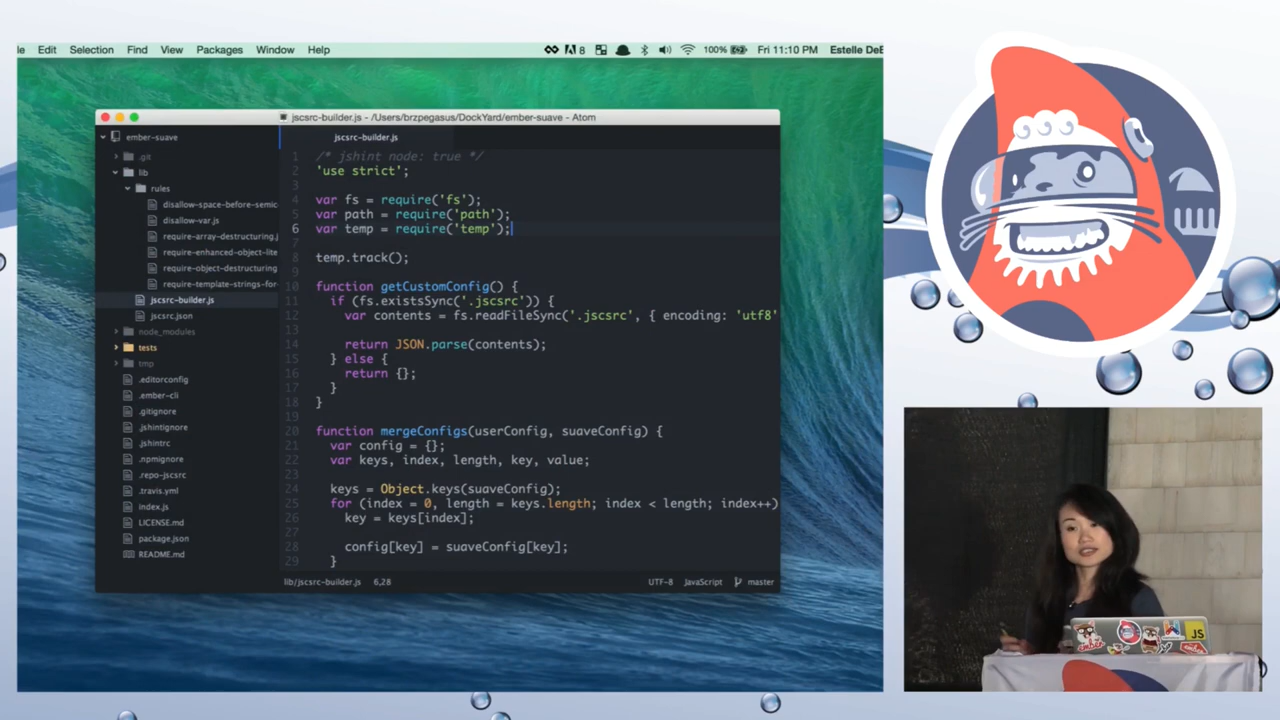 le Edit Selection Find View Packages Window Help 8 100% Fri 11:10 PM Estelle DeB
jscsrc-builder.js - /Users/brzpegasus/DockYard/ember-suave - Atom
ember-suave
.git
lib
rules
disallow-space-before-semic
disallow-var.js
require-array-destructuring.j
require-enhanced-object-lite
require-object-destructuring
require-template-strings-for-
jscsrc-builder.js
jscsrc.json
node_modules
tests
tmp
.editorconfig
.ember-cli
.gitignore
.jshintignore
.jshintrc
.npmignore
.repo-jscsrc
.travis.yml
index.js
LICENSE.md
package.json
README.md
jscsrc-builder.js
1 /* jshint node: true */
2 'use strict';
3
4 var fs = require('fs');
5 var path = require('path');
6 var temp = require('temp');
7
8 temp.track();
9
10 function getCustomConfig() {
11 if (fs.existsSync('.jscsrc')) {
12 var contents = fs.readFileSync('.jscsrc', { encoding: 'utf8'
13
14 return JSON.parse(contents);
15 } else {
16 return {};
17 }
18 }
19
20 function mergeConfigs(userConfig, suaveConfig) {
21 var config = {};
22 var keys, index, length, key, value;
23
24 keys = Object.keys(suaveConfig);
25 for (index = 0, length = keys.length; index < length; index++)
26 key = keys[index];
27
28 config[key] = suaveConfig[key];
29 }
lib/jscsrc-builder.js 6,28 UTF-8 JavaScript master
JS